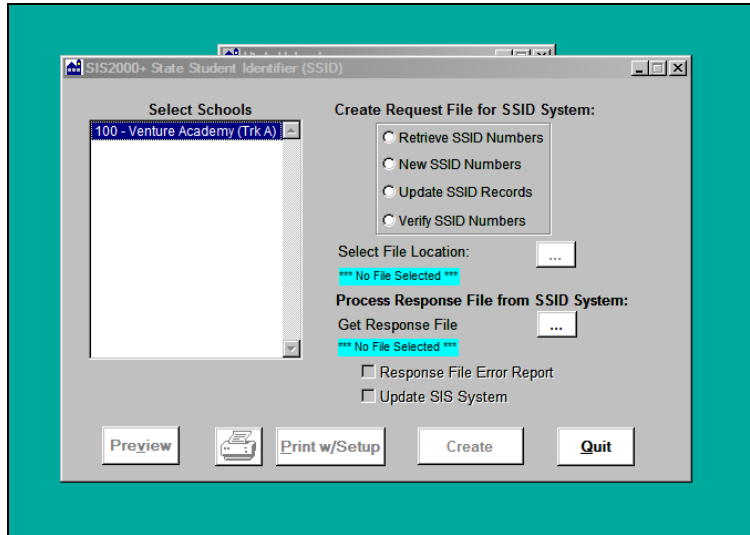 SIS2000+ State Student Identifier (SSID)
Select Schools
100 - Venture Academy (Trk A)
Create Request File for SSID System:
Retrieve SSID Numbers
New SSID Numbers
Update SSID Records
Verify SSID Numbers
Select File Location:
...
*** No File Selected ***
Process Response File from SSID System:
Get Response File
...
*** No File Selected ***
Response File Error Report
Update SIS System
Preview
Print w/Setup
Create
Quit